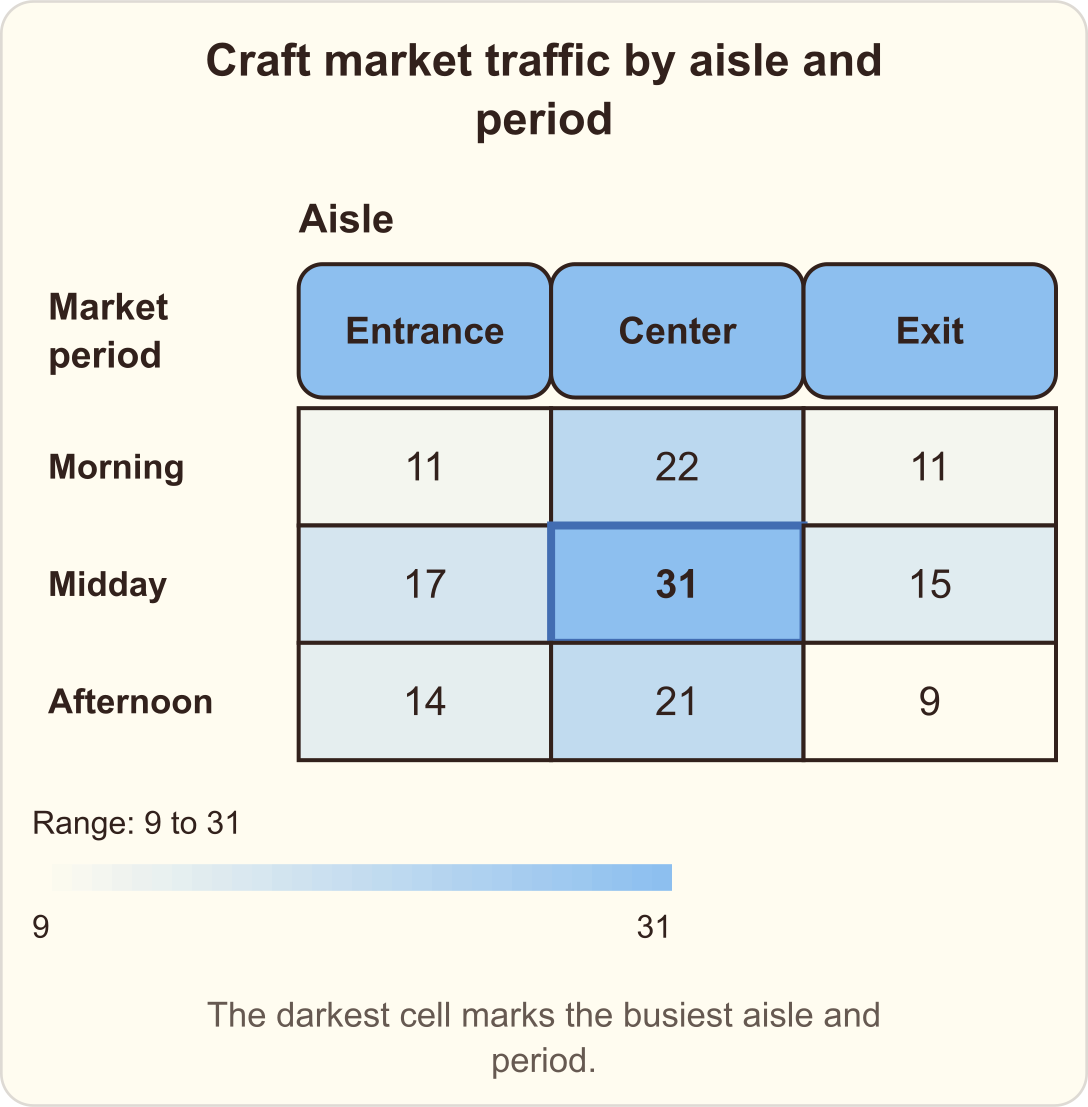 Craft market traffic by aisle and
period
Aisle
Market
period
Entrance
Center
Exit
Morning
11
22
11
Midday
17
31
15
Afternoon
14
21
9
Range: 9 to 31
9
31
The darkest cell marks the busiest aisle and
period.